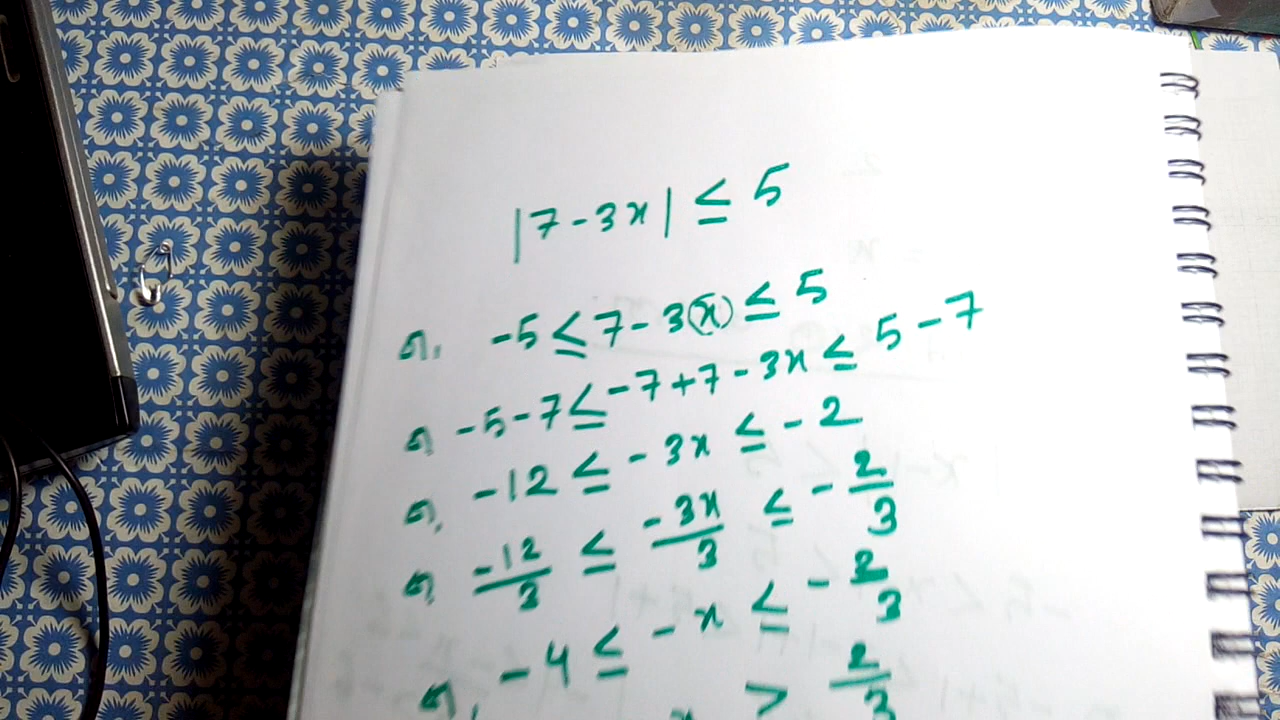 |7-3x| ≤ 5
বা, -5 ≤ 7-3(x) ≤ 5
বা -5-7 ≤ -7+7-3x ≤ 5-7
বা, -12 ≤ -3x ≤ -2
বা, -12/3 ≤ -3x/3 ≤ -2/3
বা, -4 ≤ -x ≤ -2/3
x > 2/3